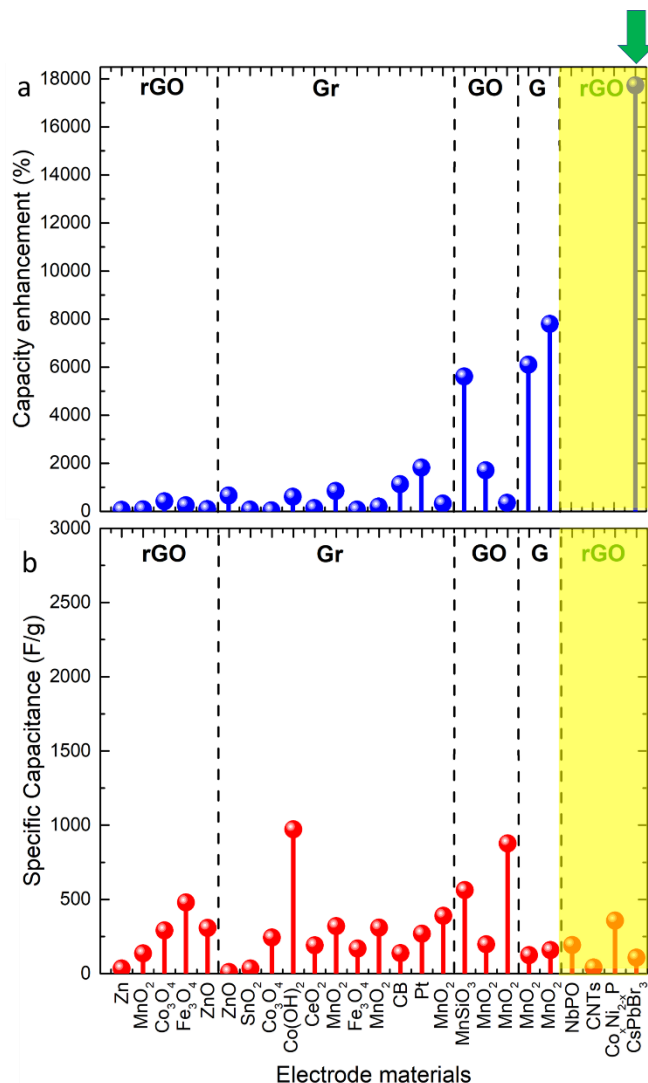 a
rGO Gr GO G rGO
18000
16000
14000
12000
10000
8000
6000
4000
2000
0
Capacity enhancement (%)
b
rGO Gr GO G rGO
3000
2500
2000
1500
1000
500
0
Specific Capacitance (F/g)
Zn
MnO₂
Co₃O₄
Fe₃O₄
ZnO
ZnO
SnO₂
Co₃O₄
Co(OH)₂
CeO₂
MnO₂
Fe₃O₄
MnO₂
CB
Pt
MnO₂
MnSiO₃
MnO₂
MnO₂
MnO₂
MnO₂
NbPO
CNTs
CoₓNi₂₋ₓP
CsPbBr₃
Electrode materials